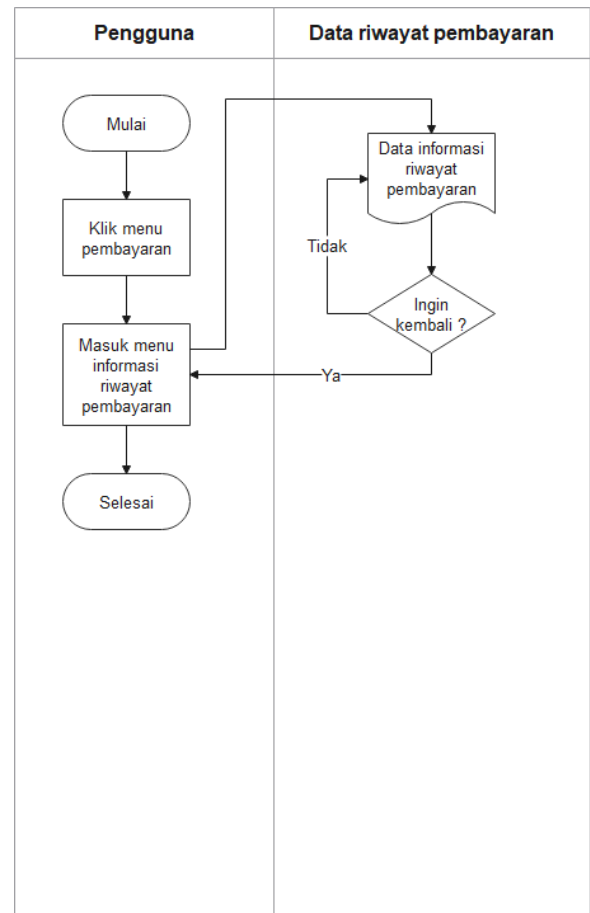 Pengguna
Data riwayat pembayaran
Mulai
Klik menu
pembayaran
Masuk menu
informasi
riwayat
pembayaran
Selesai
Data informasi
riwayat
pembayaran
Tidak
Ingin
kembali ?
Ya